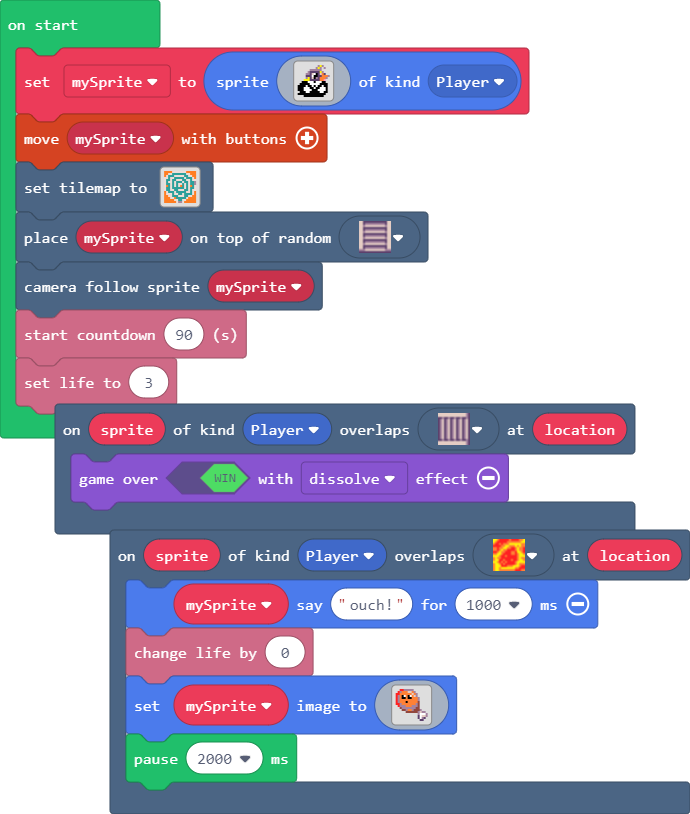 on start
set mySprite to sprite of kind Player
move mySprite with buttons
set tilemap to
place mySprite on top of random
camera follow sprite mySprite
start countdown 90 (s)
set life to 3
on sprite of kind Player overlaps at location
game over WIN with dissolve effect
on sprite of kind Player overlaps at location
mySprite say "ouch!" for 1000 ms
change life by 0
set mySprite image to
pause 2000 ms